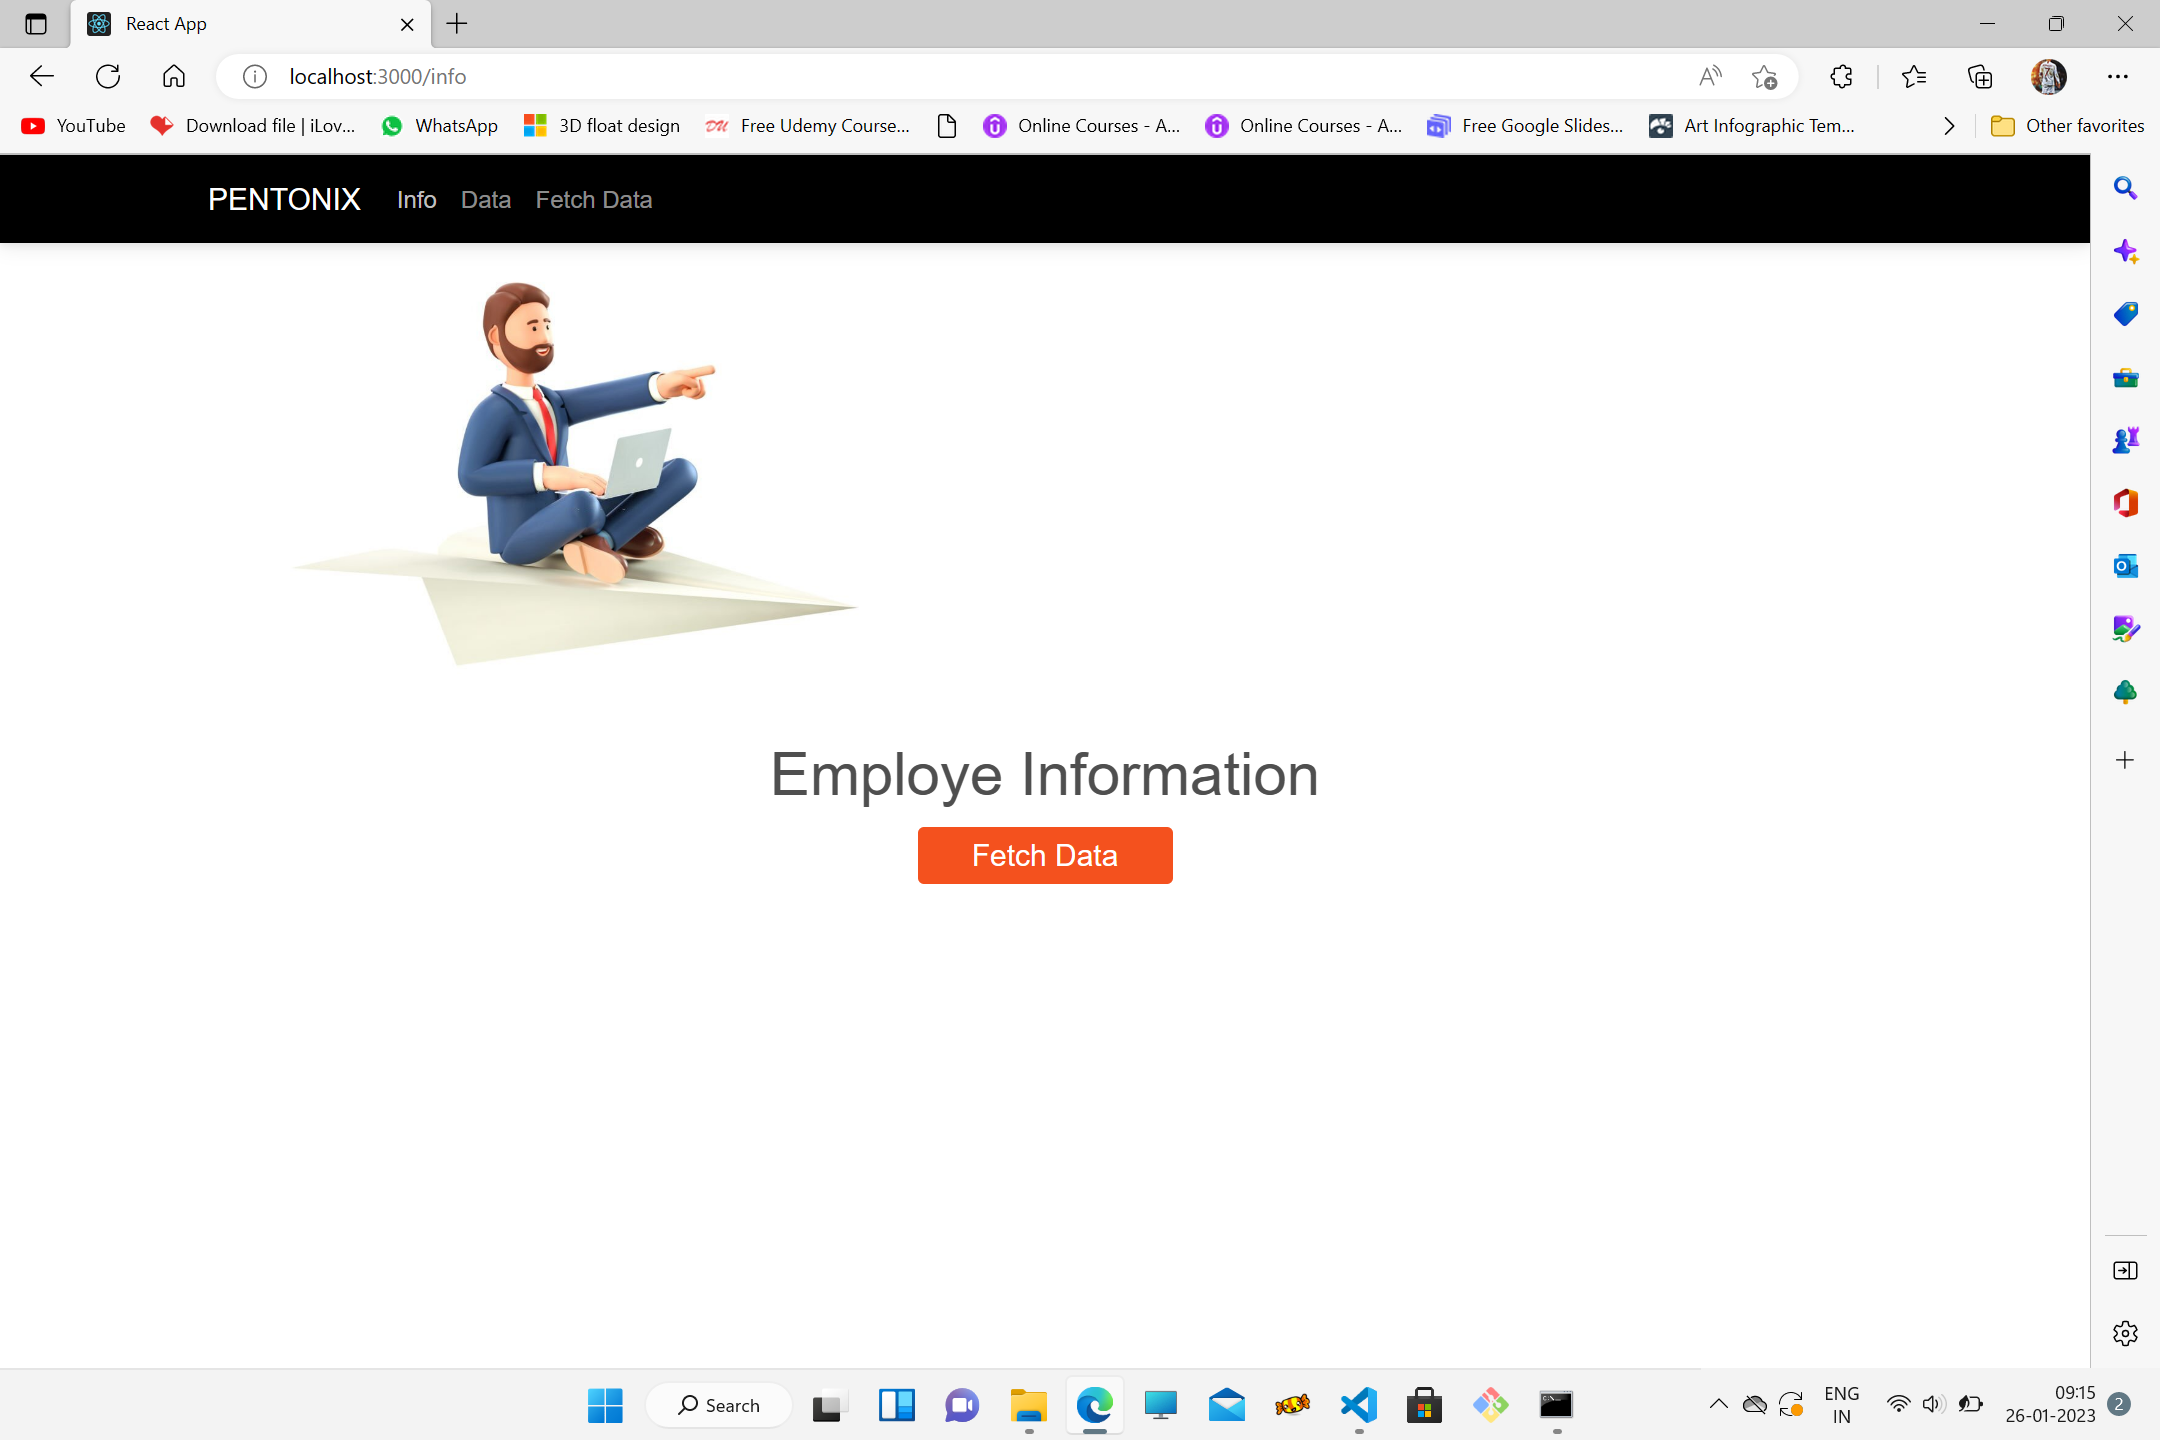 React App
localhost:3000/info
YouTube
Download file | iLov...
WhatsApp
3D float design
DU
Free Udemy Course...
Online Courses - A...
Online Courses - A...
Free Google Slides...
Art Infographic Tem...
Other favorites
PENTONIX
Info
Data
Fetch Data
Employe Information
Fetch Data
Search
ENG
IN
09:15
26-01-2023
2